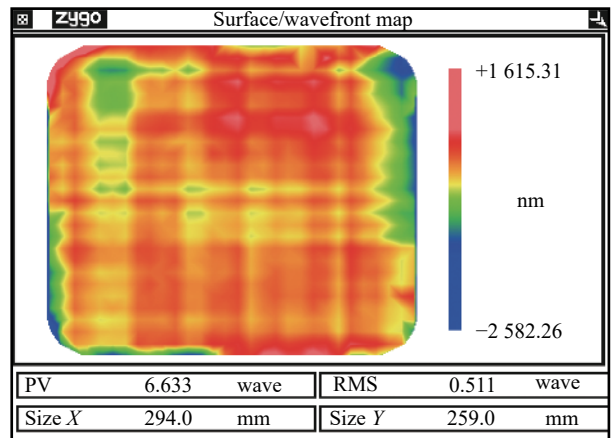 zygo Surface/wavefront map
+1 615.31
nm
−2 582.26
PV 6.633 wave RMS 0.511 wave
Size X 294.0 mm Size Y 259.0 mm